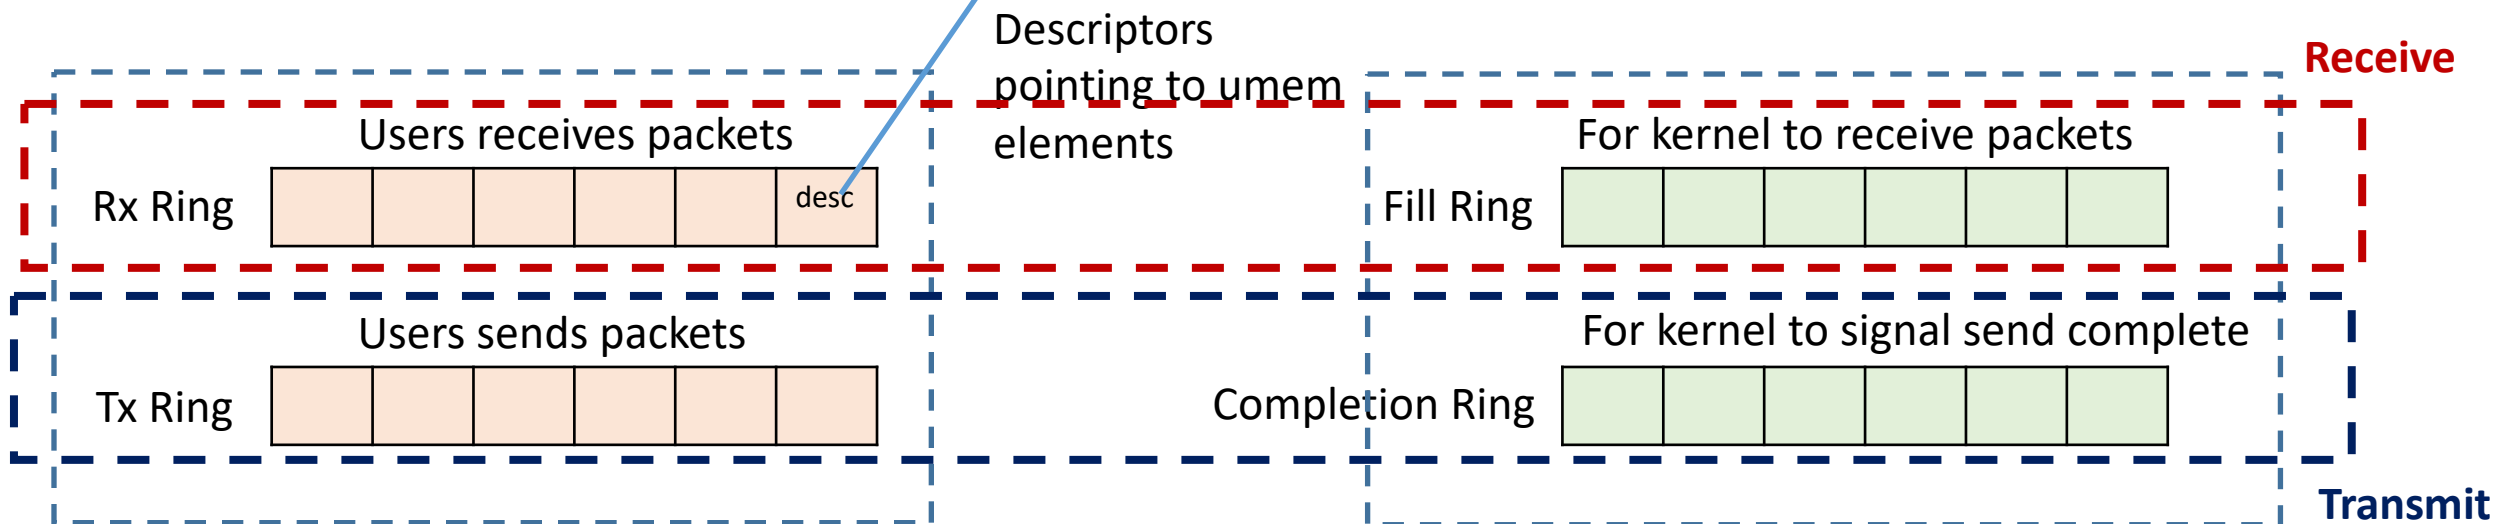 Descriptors
pointing to umem
elements
Receive
Users receives packets
For kernel to receive packets
Rx Ring
desc
Fill Ring
Users sends packets
For kernel to signal send complete
Tx Ring
Completion Ring
Transmit